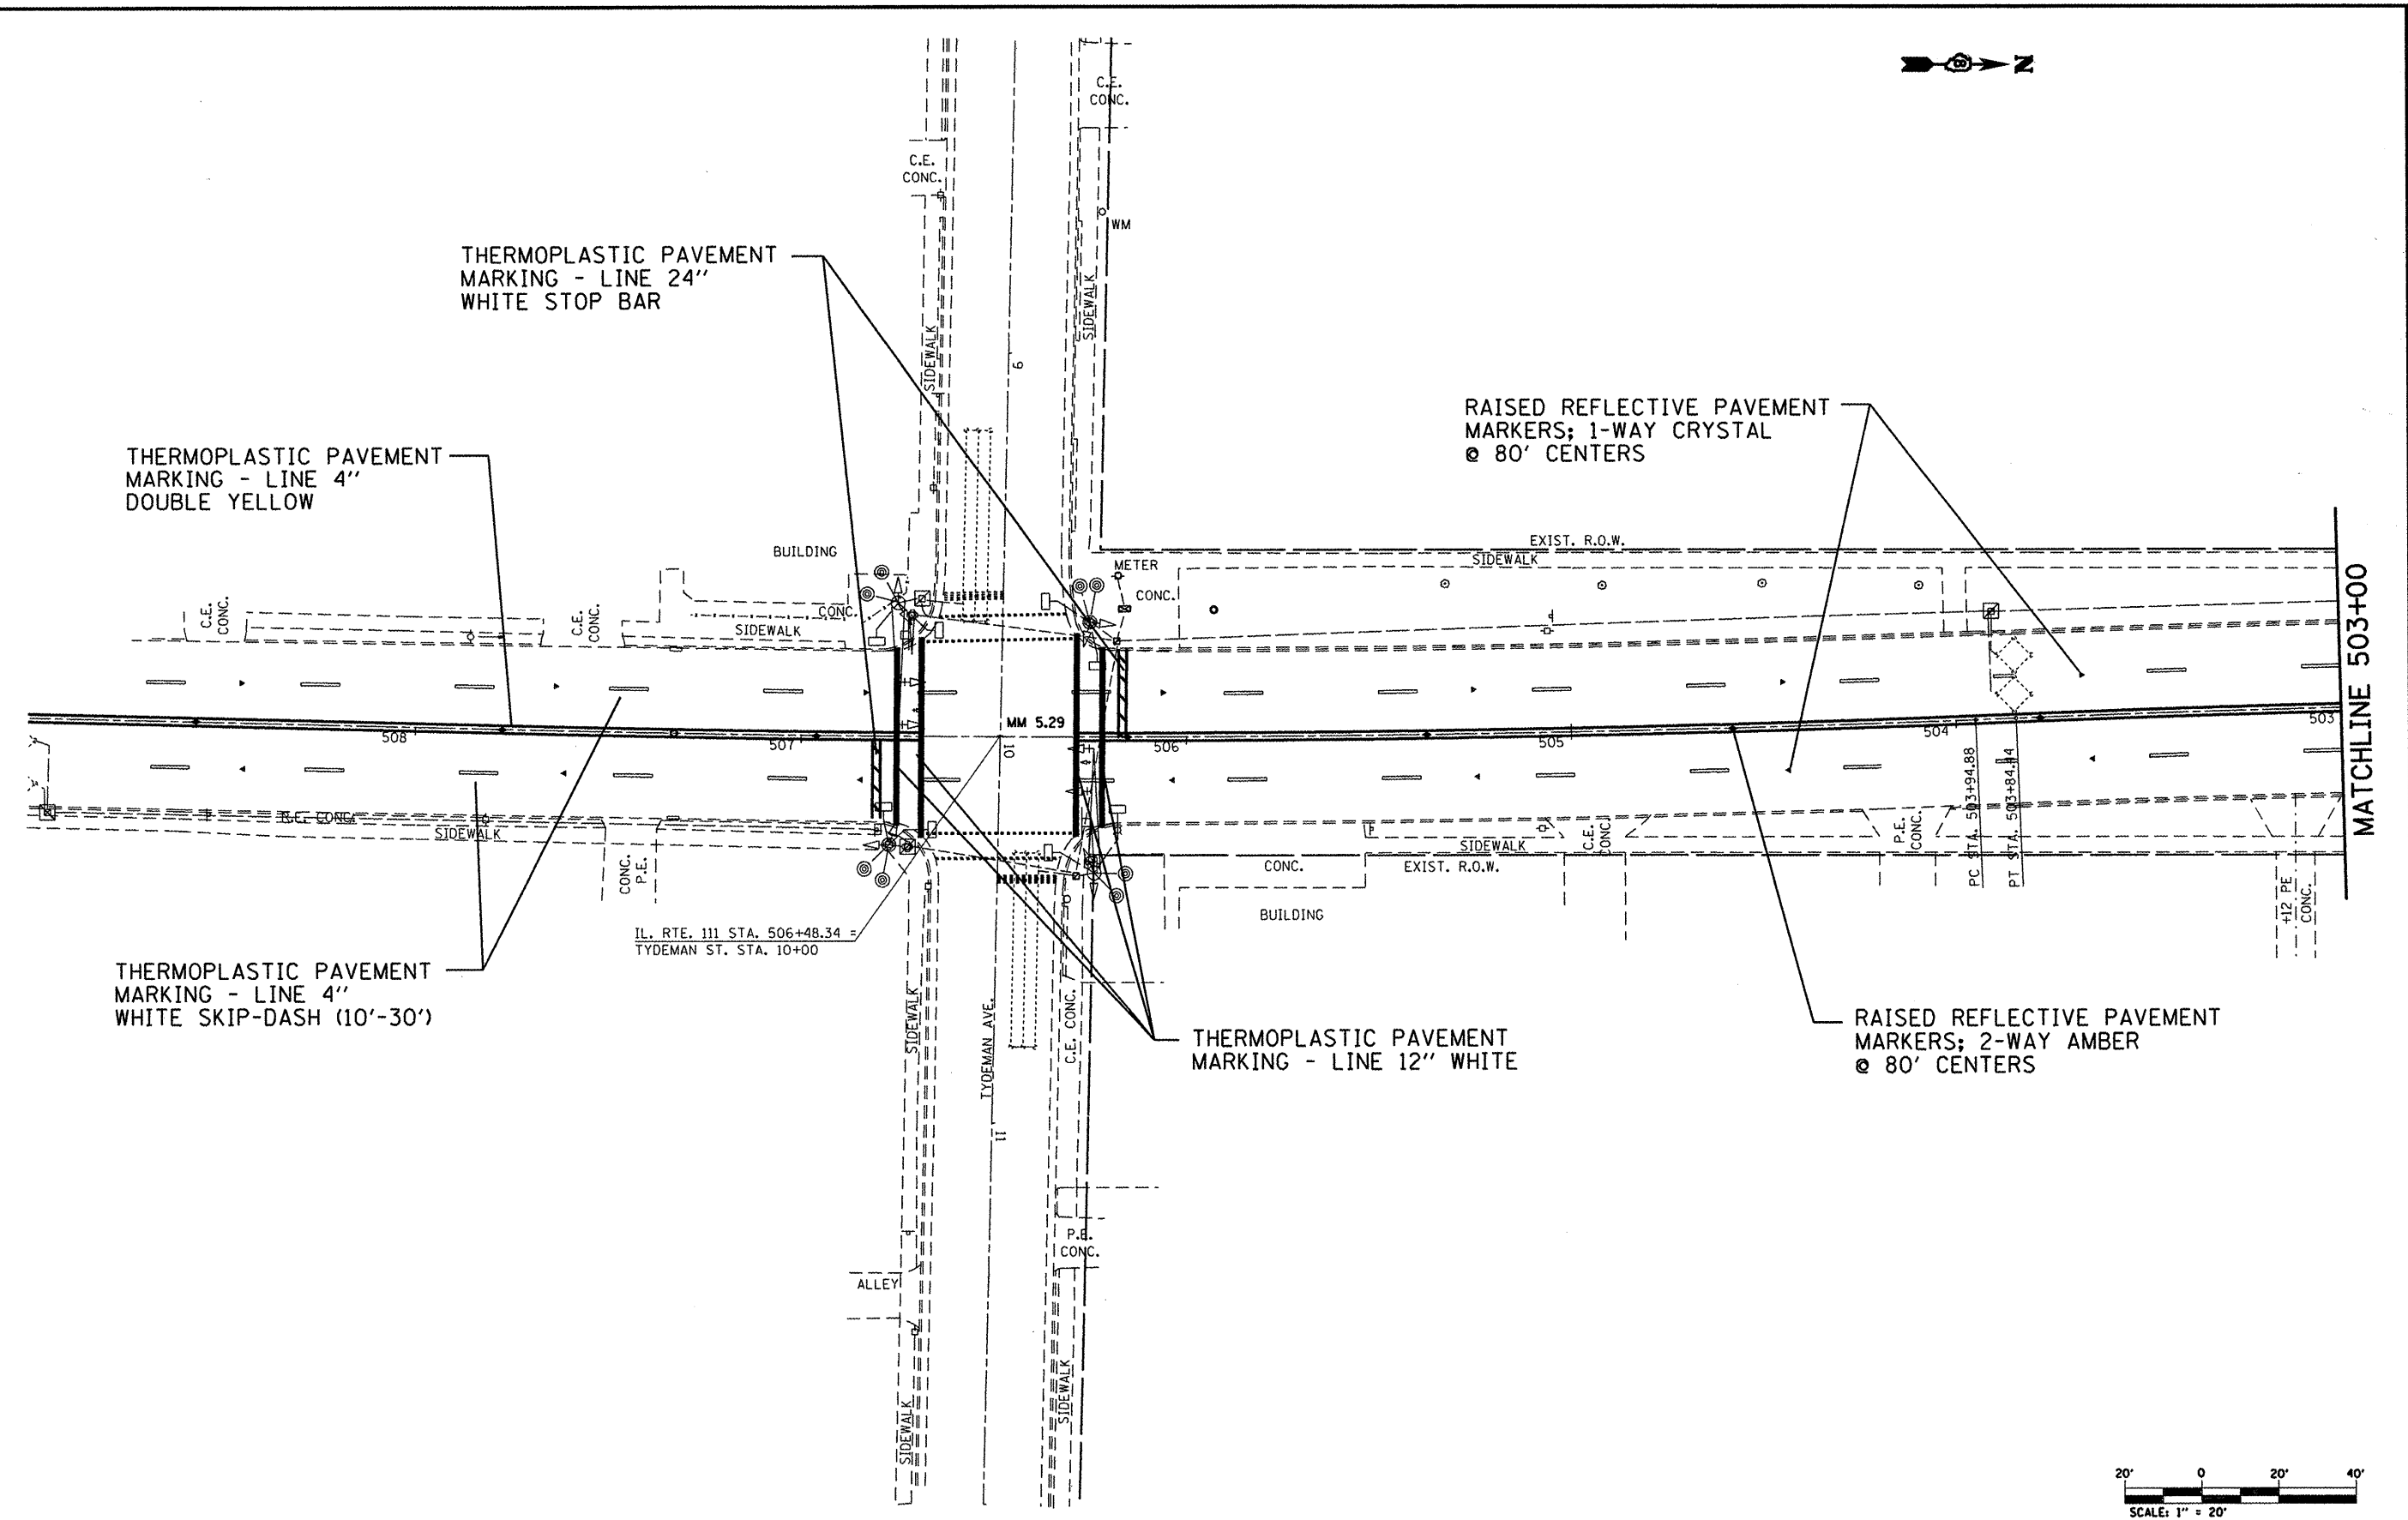 N
C.E.
CONC.
C.E.
CONC.
WM
THERMOPLASTIC PAVEMENT
MARKING - LINE 24"
WHITE STOP BAR
SIDEWALK
SIDEWALK
9
RAISED REFLECTIVE PAVEMENT
MARKERS; 1-WAY CRYSTAL
@ 80' CENTERS
THERMOPLASTIC PAVEMENT
MARKING - LINE 4"
DOUBLE YELLOW
BUILDING
EXIST. R.O.W.
SIDEWALK
METER
CONC.
C.E.
CONC.
C.E.
CONC.
CONC.
SIDEWALK
MATCHLINE 503+00
MM 5.29
508
507
10
506
505
504
503
P.E. CONC.
SIDEWALK
CONC.
P.E.
SIDEWALK
CONC.
EXIST. R.O.W.
BUILDING
C.E.
CONC.
P.E.
CONC.
PC STA. 503+94.88
PT STA. 503+84.44
+12 PE
CONC.
IL. RTE. 111 STA. 506+48.34 =
TYDEMAN ST. STA. 10+00
THERMOPLASTIC PAVEMENT
MARKING - LINE 4"
WHITE SKIP-DASH (10'-30')
SIDEWALK
TYDEMAN AVE.
C.E. CONC.
THERMOPLASTIC PAVEMENT
MARKING - LINE 12" WHITE
RAISED REFLECTIVE PAVEMENT
MARKERS; 2-WAY AMBER
@ 80' CENTERS
11
P.E.
CONC.
ALLEY
SIDEWALK
SIDEWALK
20' 0 20' 40'
SCALE: 1" = 20'